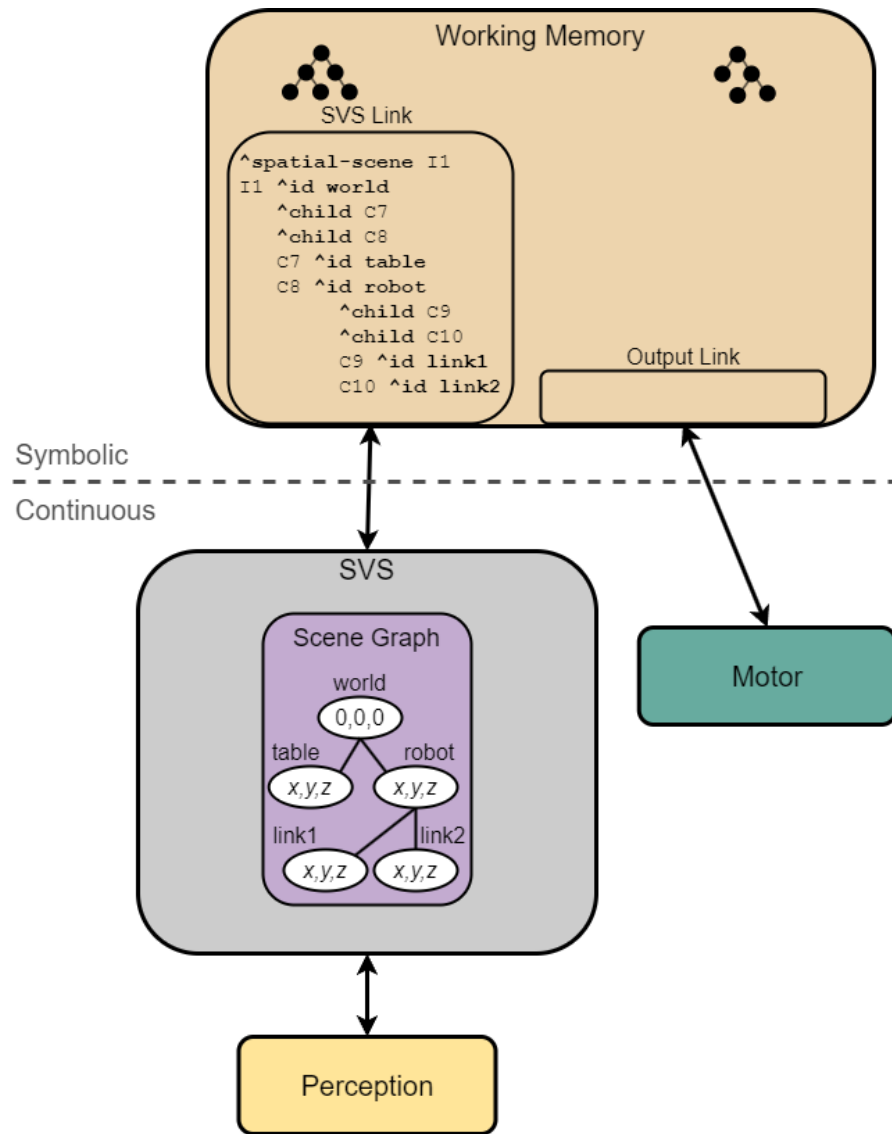 Working Memory
SVS Link
^spatial-scene I1
I1 ^id world
^child C7
^child C8
C7 ^id table
C8 ^id robot
^child C9
^child C10
C9 ^id link1
C10 ^id link2
Output Link
Symbolic
Continuous
SVS
Scene Graph
world
0,0,0
table robot
x,y,z x,y,z
link1 link2
x,y,z x,y,z
Motor
Perception